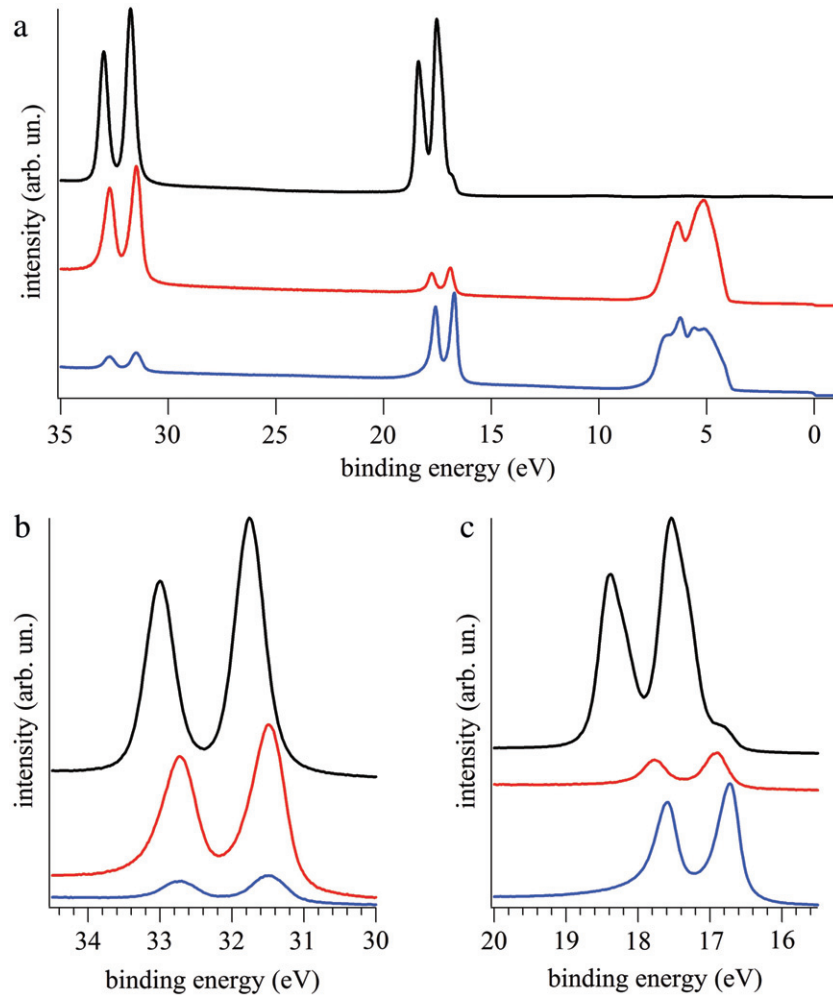 a
intensity (arb. un.)
35 30 25 20 15 10 5 0
binding energy (eV)
b
intensity (arb. un.)
34 33 32 31 30
binding energy (eV)
c
intensity (arb. un.)
20 19 18 17 16
binding energy (eV)